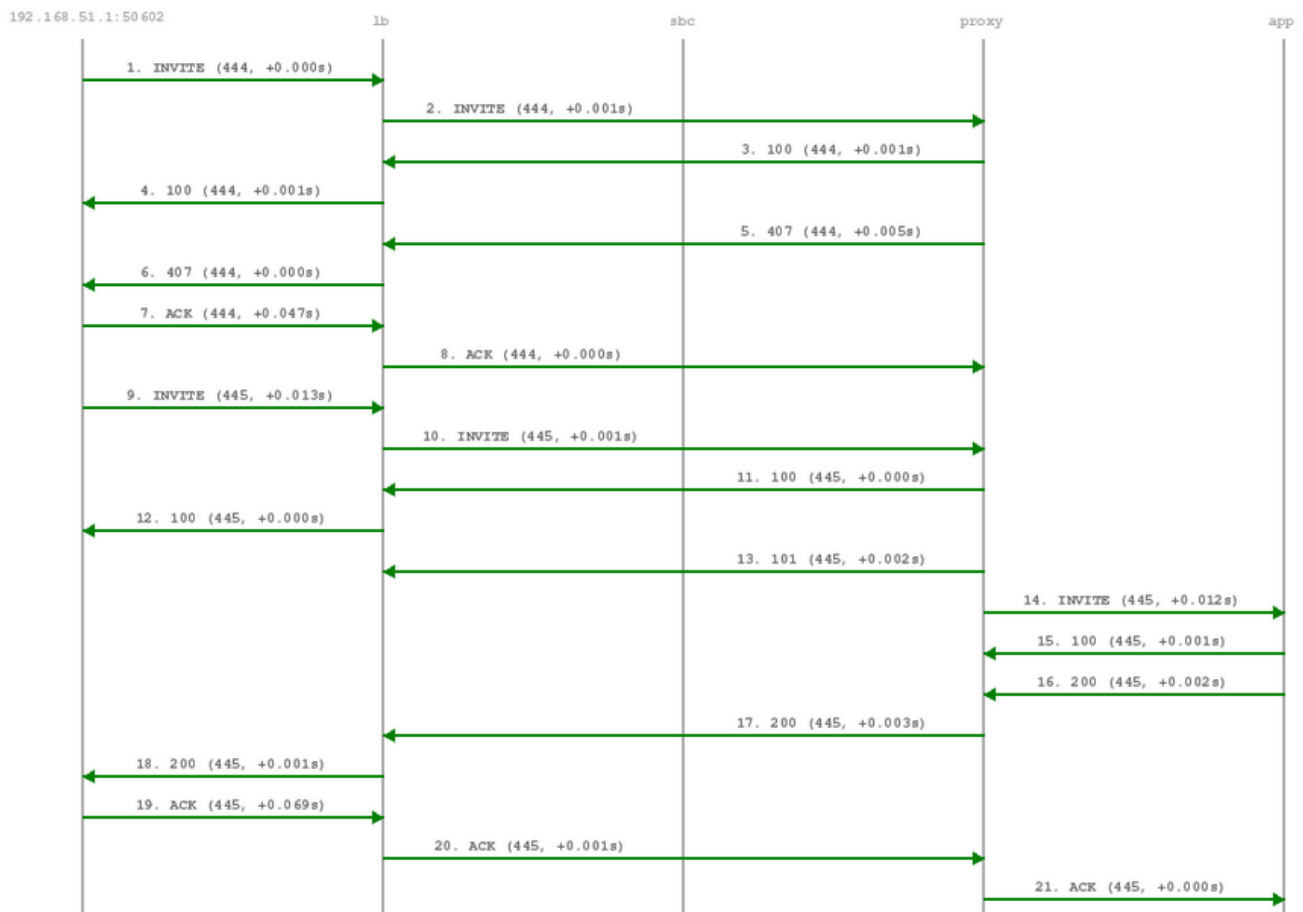 192.168.51.1:50602 lb sbc proxy app
1. INVITE (444, +0.000s)
2. INVITE (444, +0.001s)
3. 100 (444, +0.001s)
4. 100 (444, +0.001s)
5. 407 (444, +0.005s)
6. 407 (444, +0.000s)
7. ACK (444, +0.047s)
8. ACK (444, +0.000s)
9. INVITE (445, +0.013s)
10. INVITE (445, +0.001s)
11. 100 (445, +0.000s)
12. 100 (445, +0.000s)
13. 101 (445, +0.002s)
14. INVITE (445, +0.012s)
15. 100 (445, +0.001s)
16. 200 (445, +0.002s)
17. 200 (445, +0.003s)
18. 200 (445, +0.001s)
19. ACK (445, +0.069s)
20. ACK (445, +0.001s)
21. ACK (445, +0.000s)